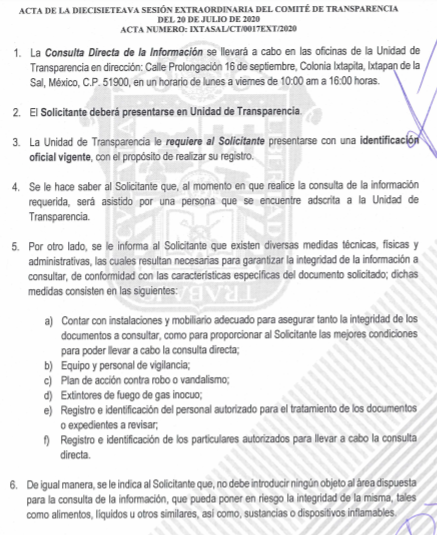 ACTA DE LA DIECISIETEAVA SESIÓN EXTRAORDINARIA DEL COMITÉ DE TRANSPARENCIA
DEL 20 DE JULIO DE 2020
ACTA NUMERO: IXTASAL/CT/0017EXT/2020
1. La Consulta Directa de la Información se llevará a cabo en las oficinas de la Unidad de
Transparencia en dirección: Calle Prolongación 16 de septiembre, Colonia Ixtapita, Ixtapan de la
Sal, México, C.P. 51900, en un horario de lunes a viernes de 10:00 am a 16:00 horas.
2. El Solicitante deberá presentarse en Unidad de Transparencia.
3. La Unidad de Transparencia le requiere al Solicitante presentarse con una identificación
oficial vigente, con el propósito de realizar su registro.
4. Se le hace saber al Solicitante que, al momento en que realice la consulta de la información
requerida, será asistido por una persona que se encuentre adscrita a la Unidad de
Transparencia.
5. Por otro lado, se le informa al Solicitante que existen diversas medidas técnicas, físicas y
administrativas, las cuales resultan necesarias para garantizar la integridad de la información a
consultar, de conformidad con las características específicas del documento solicitado; dichas
medidas consisten en las siguientes:
a) Contar con instalaciones y mobiliario adecuado para asegurar tanto la integridad de los
documentos a consultar, como para proporcionar al Solicitante las mejores condiciones
para poder llevar a cabo la consulta directa;
b) Equipo y personal de vigilancia;
c) Plan de acción contra robo o vandalismo;
d) Extintores de fuego de gas inocuo;
e) Registro e identificación del personal autorizado para el tratamiento de los documentos
o expedientes a revisar;
f) Registro e identificación de los particulares autorizados para llevar a cabo la consulta
directa.
6. De igual manera, se le indica al Solicitante que, no debe introducir ningún objeto al área dispuesta
para la consulta de la información, que pueda poner en riesgo la integridad de la misma, tales
como alimentos, líquidos u otros similares, así como, sustancias o dispositivos inflamables.